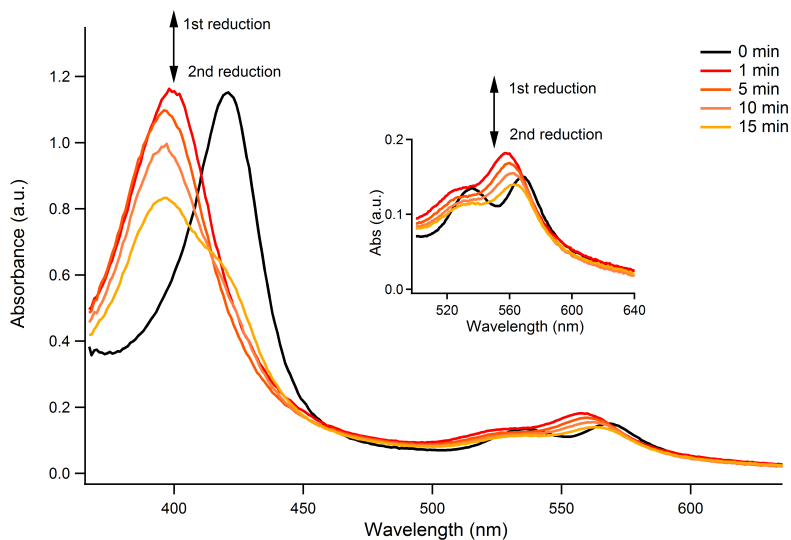 1st reduction
2nd reduction
0 min
1 min
5 min
10 min
15 min
1st reduction
2nd reduction
0.2
0.1
0.0
Abs (a.u.)
520
560
600
640
Wavelength (nm)
1.2
1.0
0.8
0.6
0.4
0.2
0.0
Absorbance (a.u.)
400
450
500
550
600
Wavelength (nm)